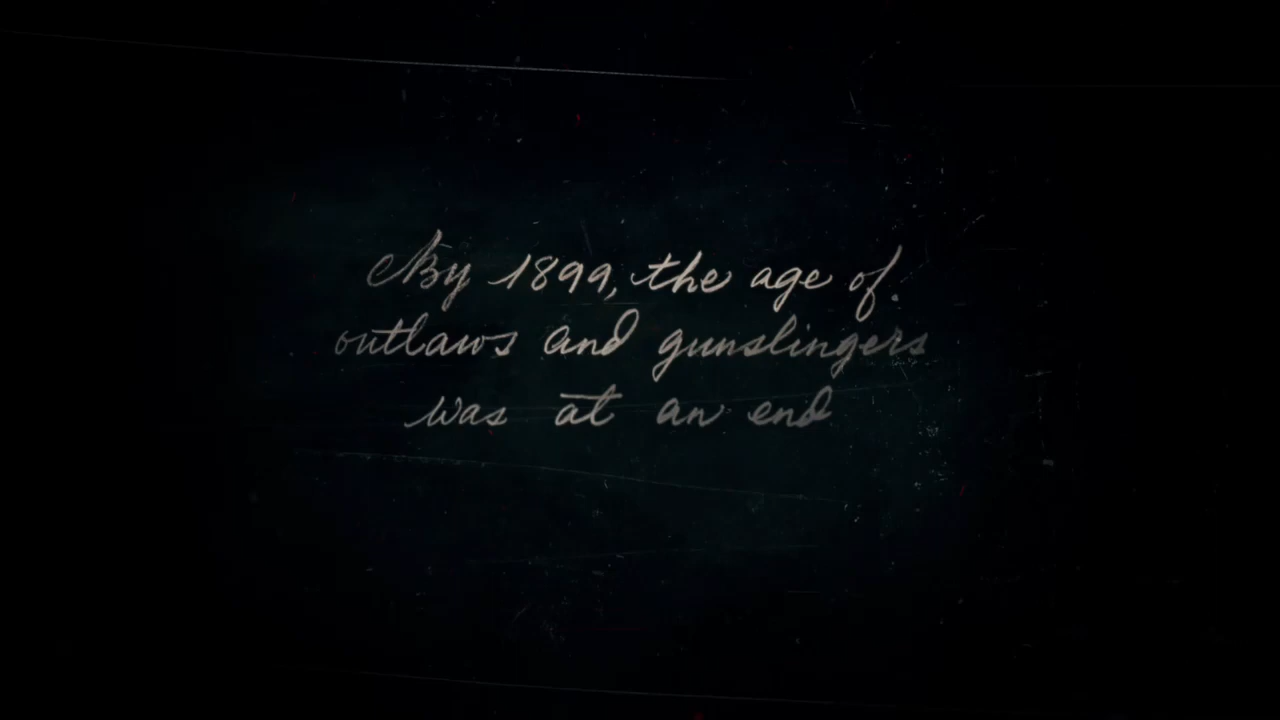 By 1899, the age of
outlaws and gunslingers
was at an end